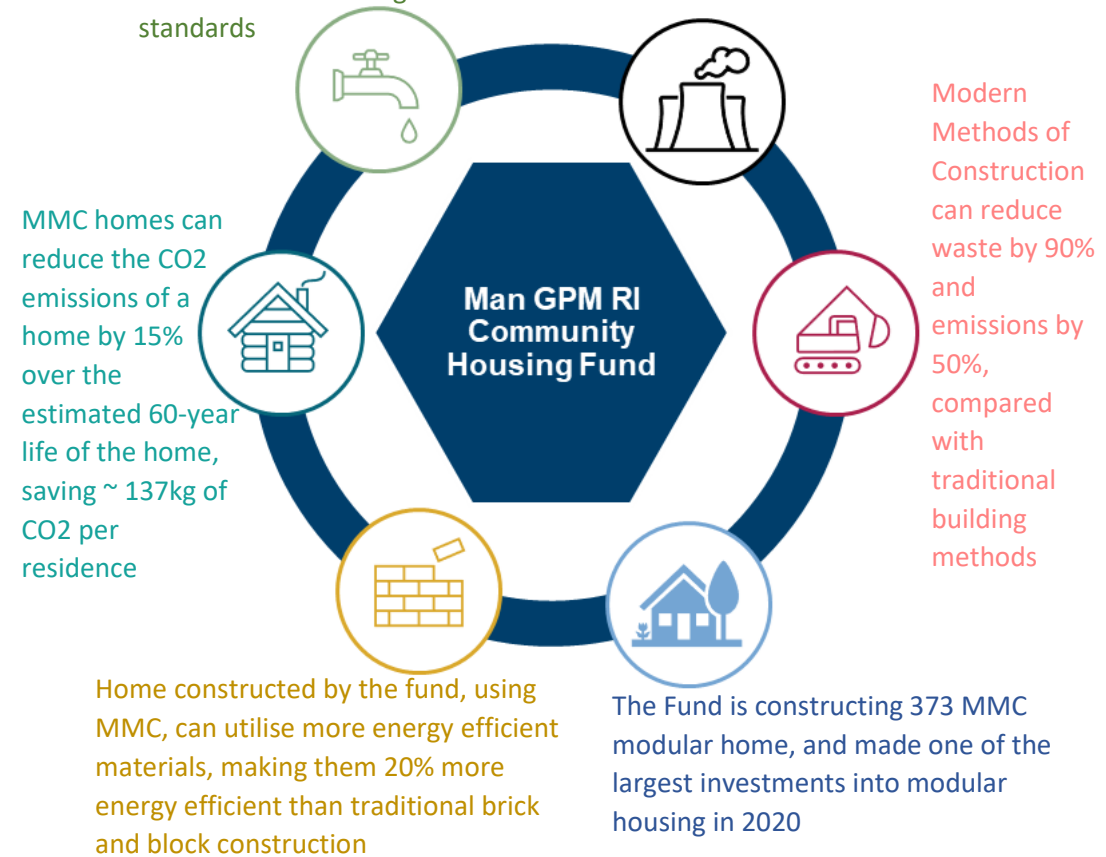 standards
Modern
Methods of
Construction
can reduce
waste by 90%
and
emissions by
50%,
compared
with
traditional
building
methods
MMC homes can
reduce the CO2
emissions of a
home by 15%
over the
estimated 60-year
life of the home,
saving ~ 137kg of
CO2 per
residence
Man GPM RI
Community
Housing Fund
Home constructed by the fund, using
MMC, can utilise more energy efficient
materials, making them 20% more
energy efficient than traditional brick
and block construction
The Fund is constructing 373 MMC
modular home, and made one of the
largest investments into modular
housing in 2020